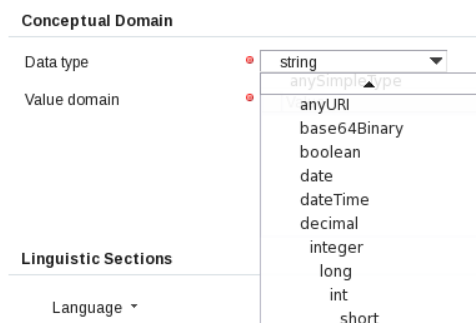 Conceptual Domain
Data type
string
anySimpleType
Value domain
anyURI
base64Binary
boolean
date
dateTime
decimal
integer
long
int
short
Linguistic Sections
Language